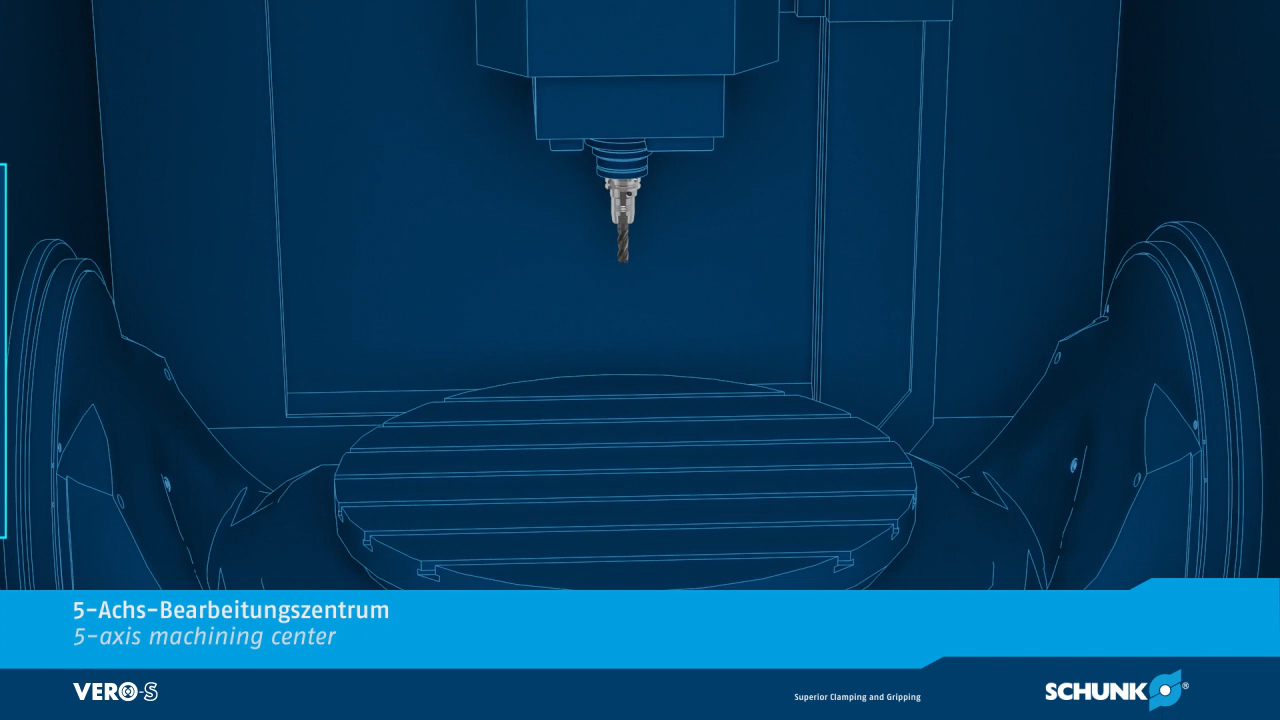 5-Achs-Bearbeitungszentrum
5-axis machining center
VERO-S
Superior Clamping and Gripping
SCHUNK®